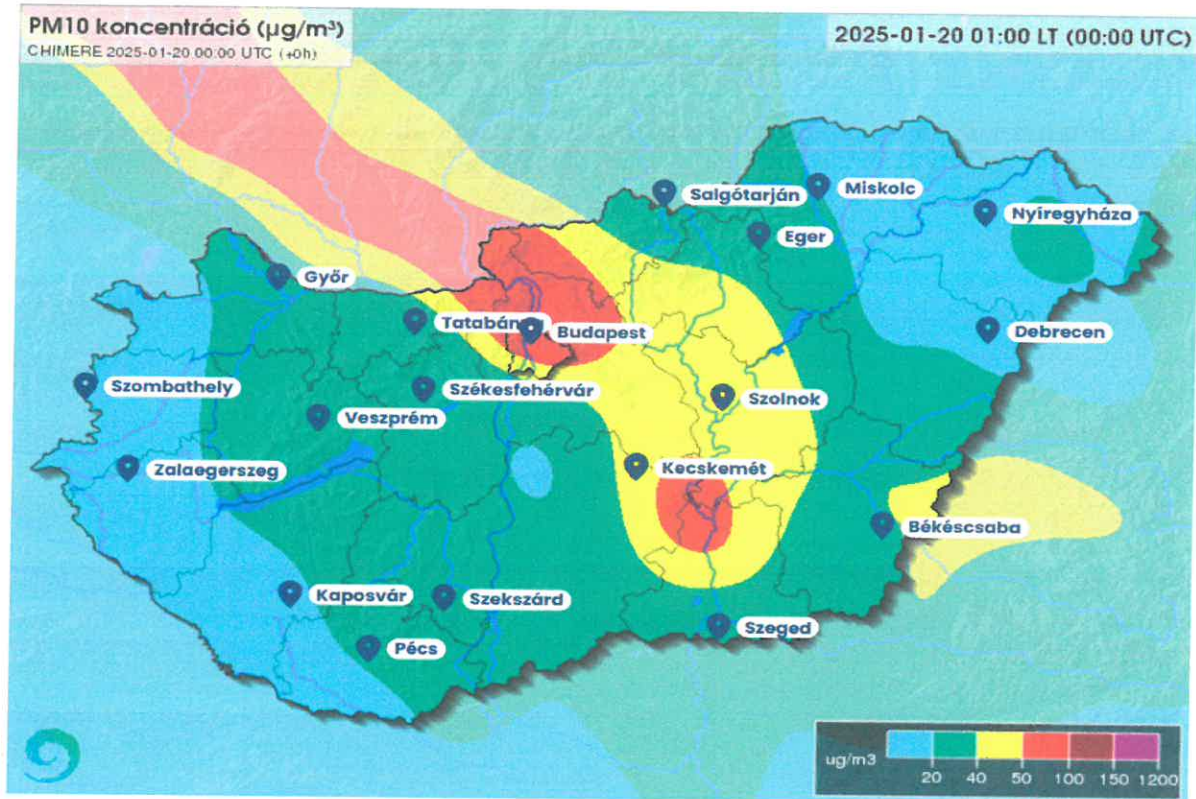 PM10 koncentráció (µg/m³)
CHIMERE 2025-01-20 00:00 UTC (+0h)
2025-01-20 01:00 LT (00:00 UTC)
Salgótarján
Miskolc
Nyíregyháza
Eger
Győr
Tatabán
Budapest
Debrecen
Szombathely
Székesfehérvár
Szolnok
Veszprém
Zalaegerszeg
Kecskemét
Békéscsaba
Kaposvár
Szekszárd
Szeged
Pécs
ug/m3
20 40 50 100 150 1200